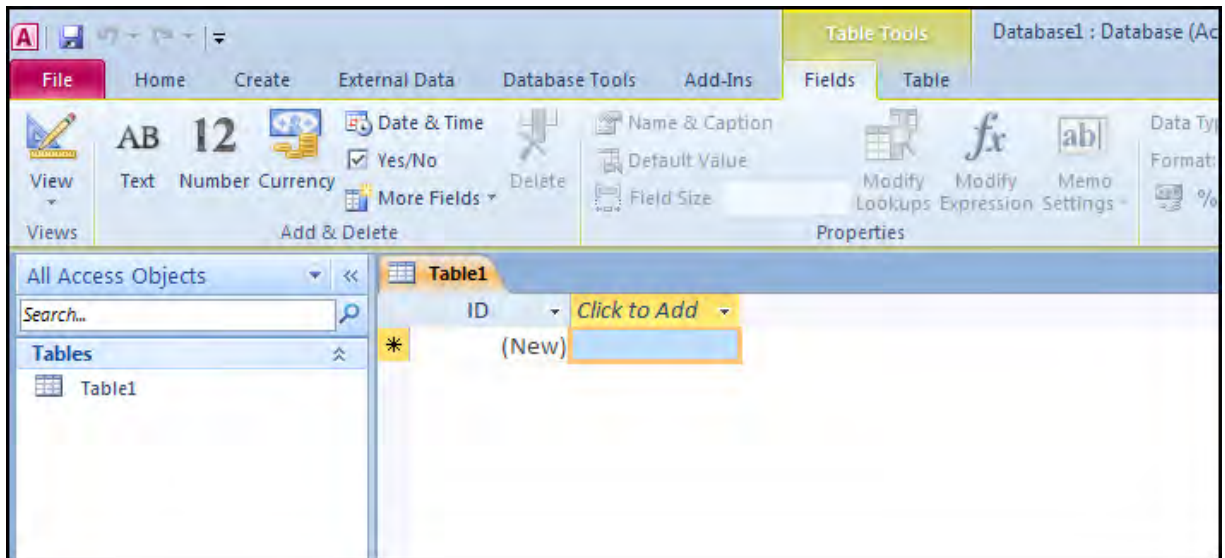 A
Table Tools Database1 : Database (Ac
File Home Create External Data Database Tools Add-Ins Fields Table
AB 12 Date & Time Name & Caption fx ab| Data Typ
Yes/No Default Value Format:
View Text Number Currency More Fields Delete Field Size Modify Lookups Modify Expression Memo Settings %
Views Add & Delete Properties
All Access Objects « Table1
Search... ID Click to Add
Tables * (New)
Table1